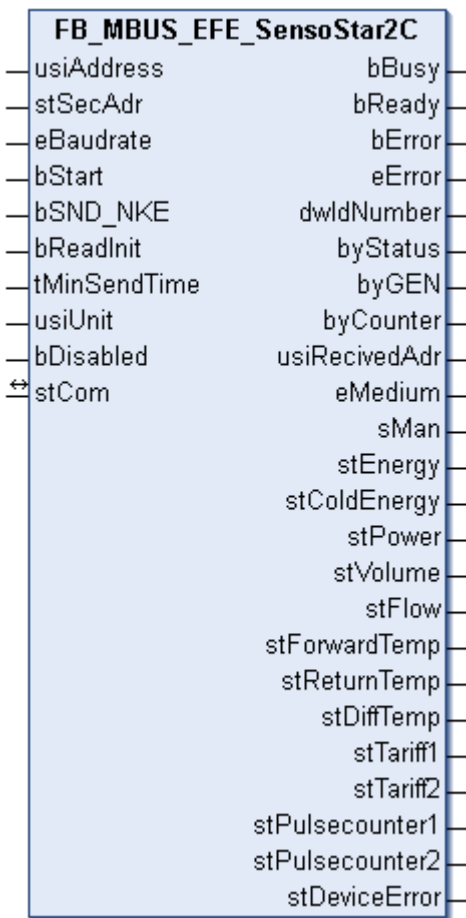 FB_MBUS_EFE_SensoStar2C
usiAddress bBusy
stSecAdr bReady
eBaudrate bError
bStart eError
bSND_NKE dwIdNumber
bReadInit byStatus
tMinSendTime byGEN
usiUnit byCounter
bDisabled usiRecivedAdr
stCom eMedium
sMan
stEnergy
stColdEnergy
stPower
stVolume
stFlow
stForwardTemp
stReturnTemp
stDiffTemp
stTariff1
stTariff2
stPulsecounter1
stPulsecounter2
stDeviceError